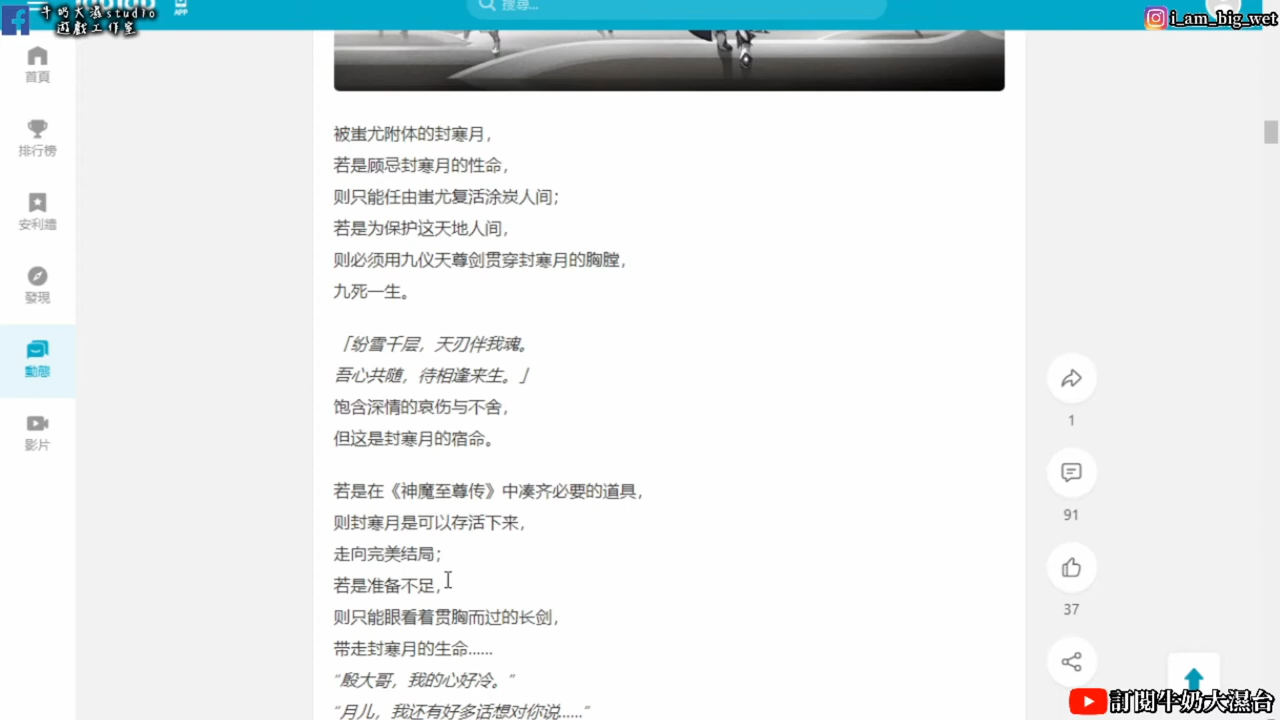 牛奶大濕studio
遊戲工作室
搜尋...
i_am_big_wet
首頁
排行榜
安利牆
發現
動態
影片
被蚩尤附体的封寒月，
若是顾忌封寒月的性命，
则只能任由蚩尤复活涂炭人间；
若是为保护这天地人间，
则必须用九仪天尊剑贯穿封寒月的胸膛，
九死一生。
「纷雪千层，天刃伴我魂。
吾心共随，待相逢来生。」
饱含深情的哀伤与不舍，
但这是封寒月的宿命。
若是在《神魔至尊传》中凑齐必要的道具，
则封寒月是可以存活下来，
走向完美结局；
若是准备不足，
则只能眼看着贯胸而过的长剑，
带走封寒月的生命......
“殷大哥，我的心好冷。”
“月儿，我还有好多话想对你说......”
1
91
37
訂閱牛奶大濕台